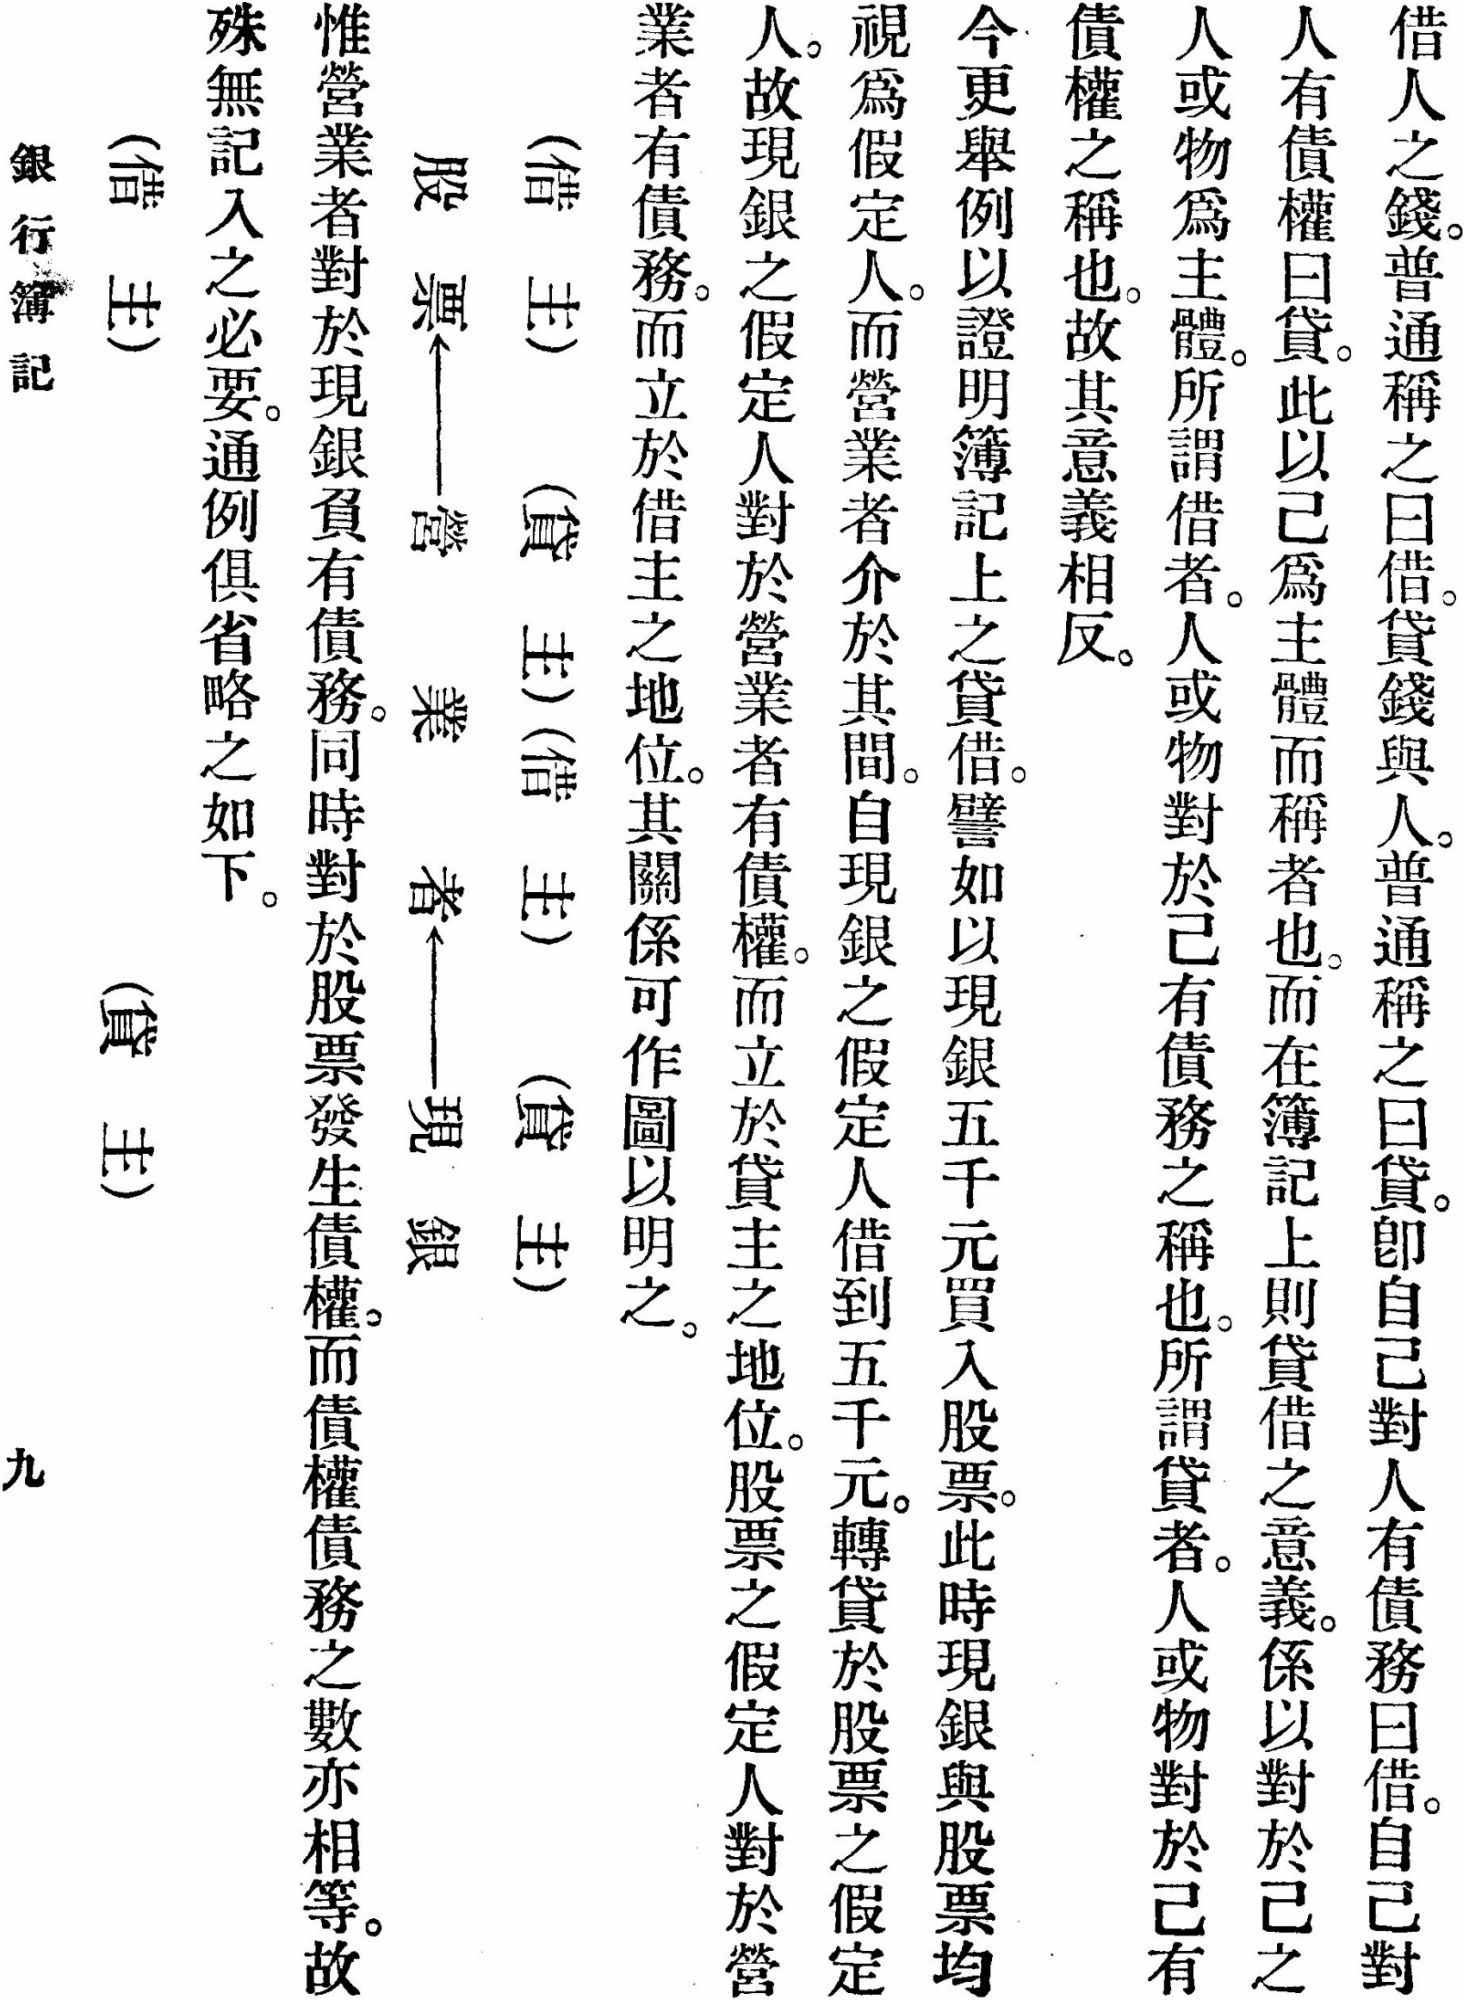 借人之錢。普通稱之曰借。貸錢與人。普通稱之曰貸。卽自己對人有債務曰借。自己對
人有債權曰貸。此以己爲主體而稱者也。而在簿記上則貸借之意義。係以對於己之
人或物爲主體。所謂借者。人或物對於己有債務之稱也。所謂貸者。人或物對於己有
債權之稱也。故其意義相反。
今更舉例以證明簿記上之貸借。譬如以現銀五千元買入股票。此時現銀與股票均
視爲假定人。而營業者介於其間。自現銀之假定人借到五千元。轉貸於股票之假定
人。故現銀之假定人對於營業者有債權。而立於貸主之地位。股票之假定人對於營
業者有債務。而立於借主之地位。其關係可作圖以明之。
(借主) (貸主)(借主) (貸主)
股票←營業者←現銀
惟營業者對於現銀負有債務。同時對於股票發生債權。而債權債務之數亦相等。故
殊無記入之必要。通例俱省略之如下。
(借主) (貸主)
銀行簿記 九